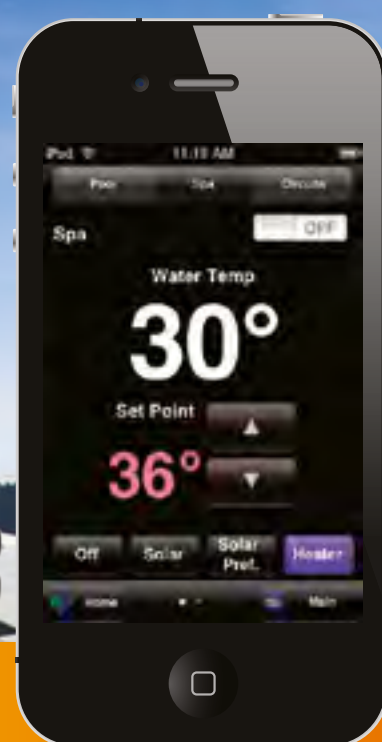 iPod 11:13 AM
Pool Spa Circuits
Spa OFF
Water Temp
30°
Set Point
36°
Off Solar Solar Pref. Heater
Home Main